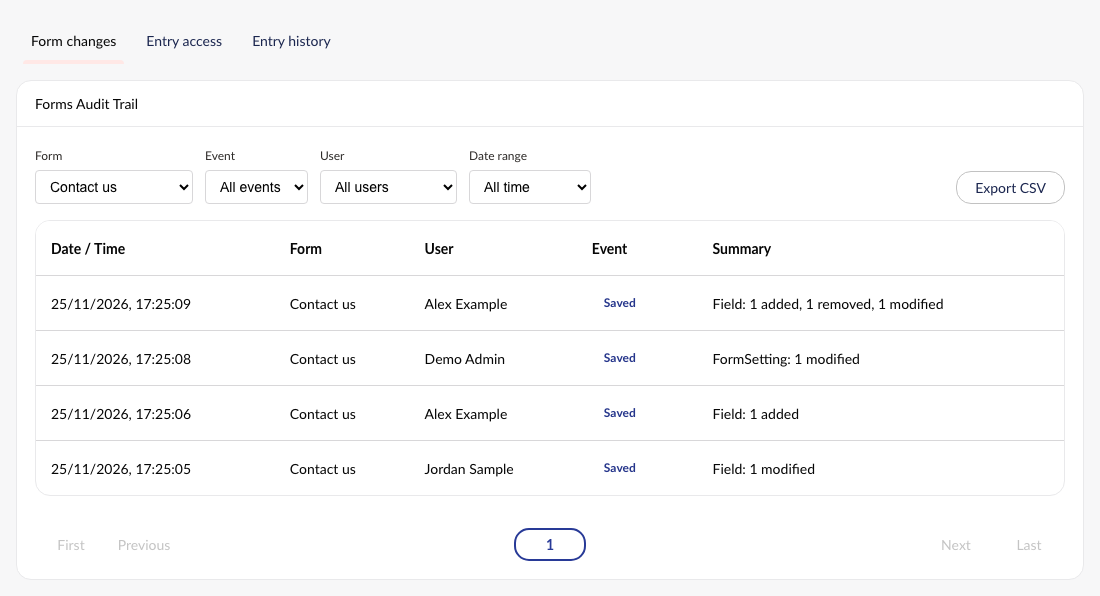 Form changes Entry access Entry history
Forms Audit Trail
Form Event User Date range
Contact us All events All users All time Export CSV
Date / Time Form User Event Summary
25/11/2026, 17:25:09 Contact us Alex Example Saved Field: 1 added, 1 removed, 1 modified
25/11/2026, 17:25:08 Contact us Demo Admin Saved FormSetting: 1 modified
25/11/2026, 17:25:06 Contact us Alex Example Saved Field: 1 added
25/11/2026, 17:25:05 Contact us Jordan Sample Saved Field: 1 modified
First Previous 1 Next Last